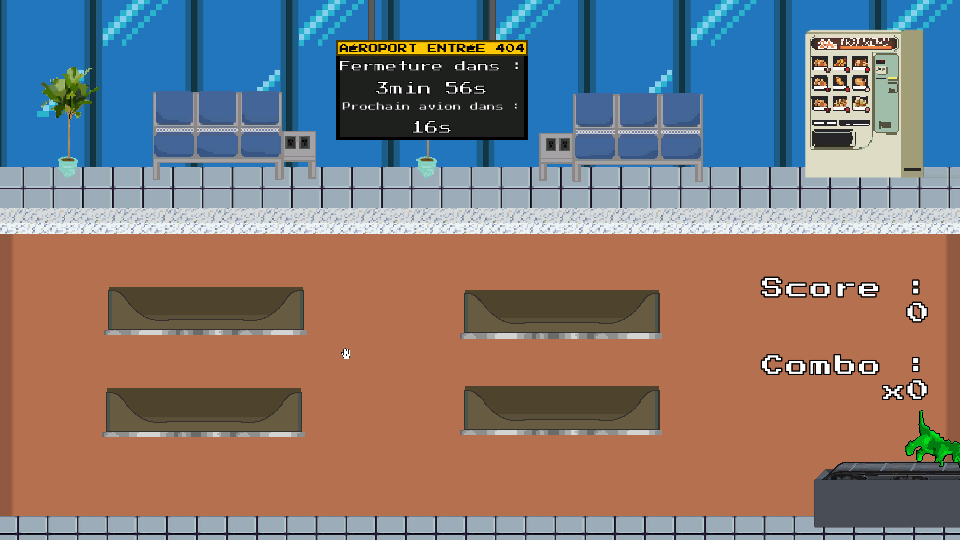 AéROPORT ENTRéE 404
Fermeture dans :
3min 56s
Prochain avion dans :
16s
Score :
0
Combo :
x0